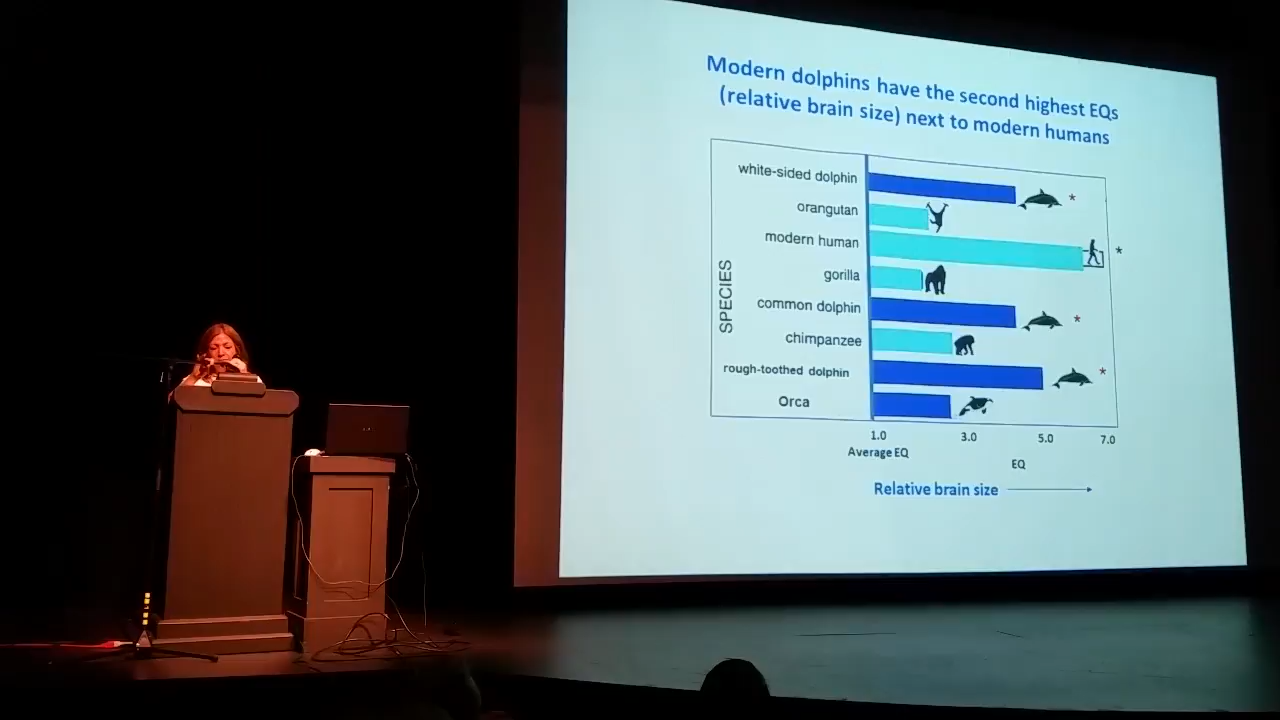 Modern dolphins have the second highest EQs
(relative brain size) next to modern humans
white-sided dolphin
*
orangutan
modern human
*
gorilla
SPECIES
common dolphin
*
chimpanzee
rough-toothed dolphin
*
Orca
1.0
3.0
5.0
7.0
Average EQ
EQ
Relative brain size